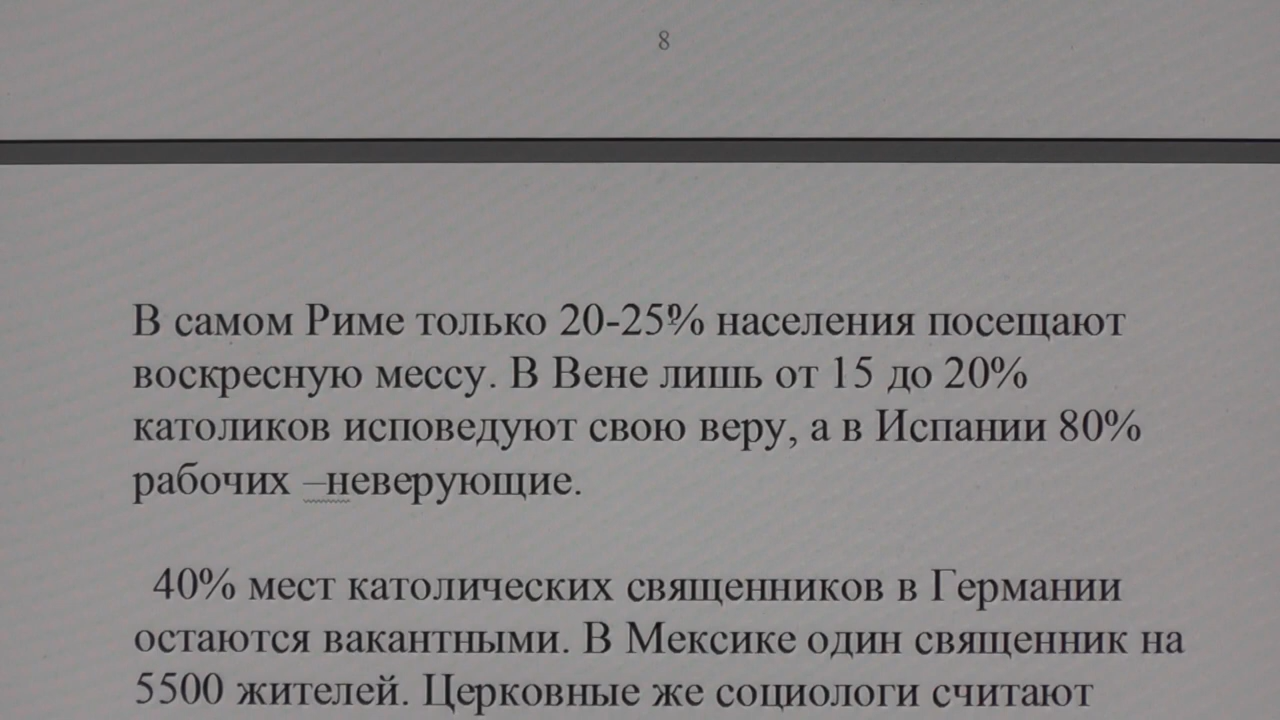 8
В самом Риме только 20-25% населения посещают
воскресную мессу. В Вене лишь от 15 до 20%
католиков исповедуют свою веру, а в Испании 80%
рабочих –неверующие.
40% мест католических священников в Германии
остаются вакантными. В Мексике один священник на
5500 жителей. Церковные же социологи считают